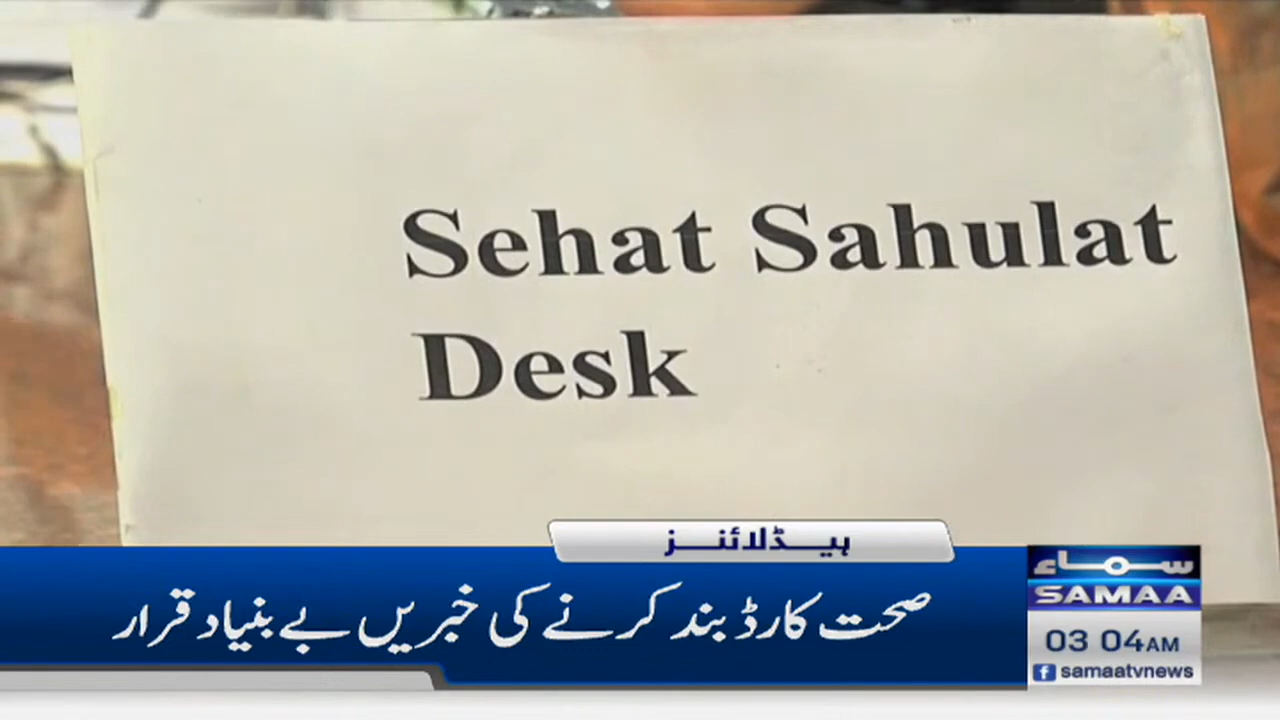 Sehat Sahulat
Desk
ہیڈلائنز
صحت کارڈ بند کرنے کی خبریں بے بنیاد قرار
سماء
SAMAA
03 04AM
samaatvnews